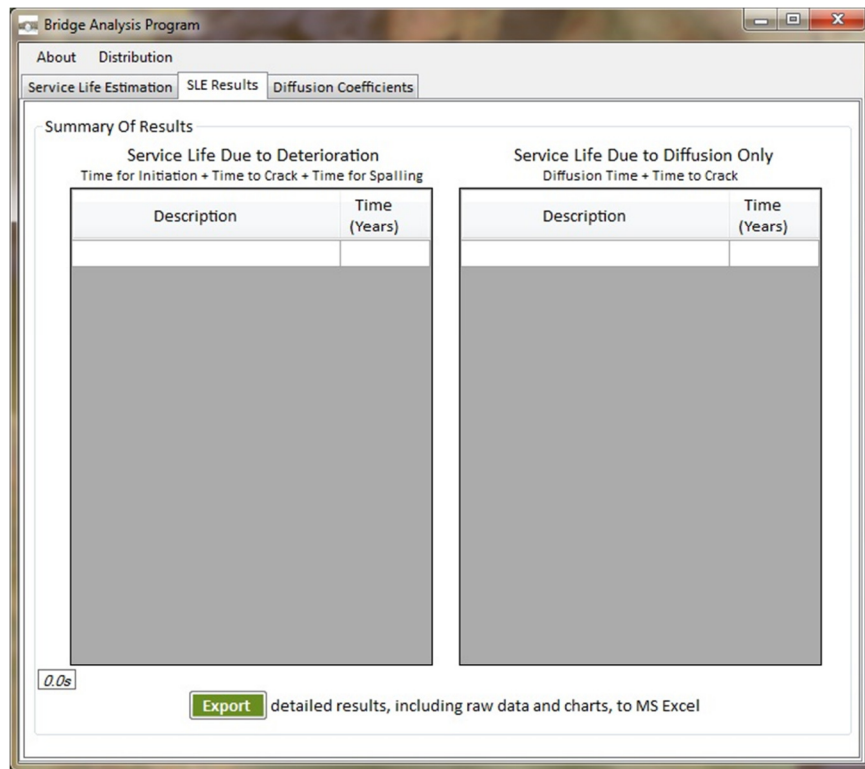 Bridge Analysis Program
About Distribution
Service Life Estimation SLE Results Diffusion Coefficients
Summary Of Results
Service Life Due to Deterioration
Time for Initiation + Time to Crack + Time for Spalling
Description
Time
(Years)
Service Life Due to Diffusion Only
Diffusion Time + Time to Crack
Description
Time
(Years)
0.0s
Export detailed results, including raw data and charts, to MS Excel